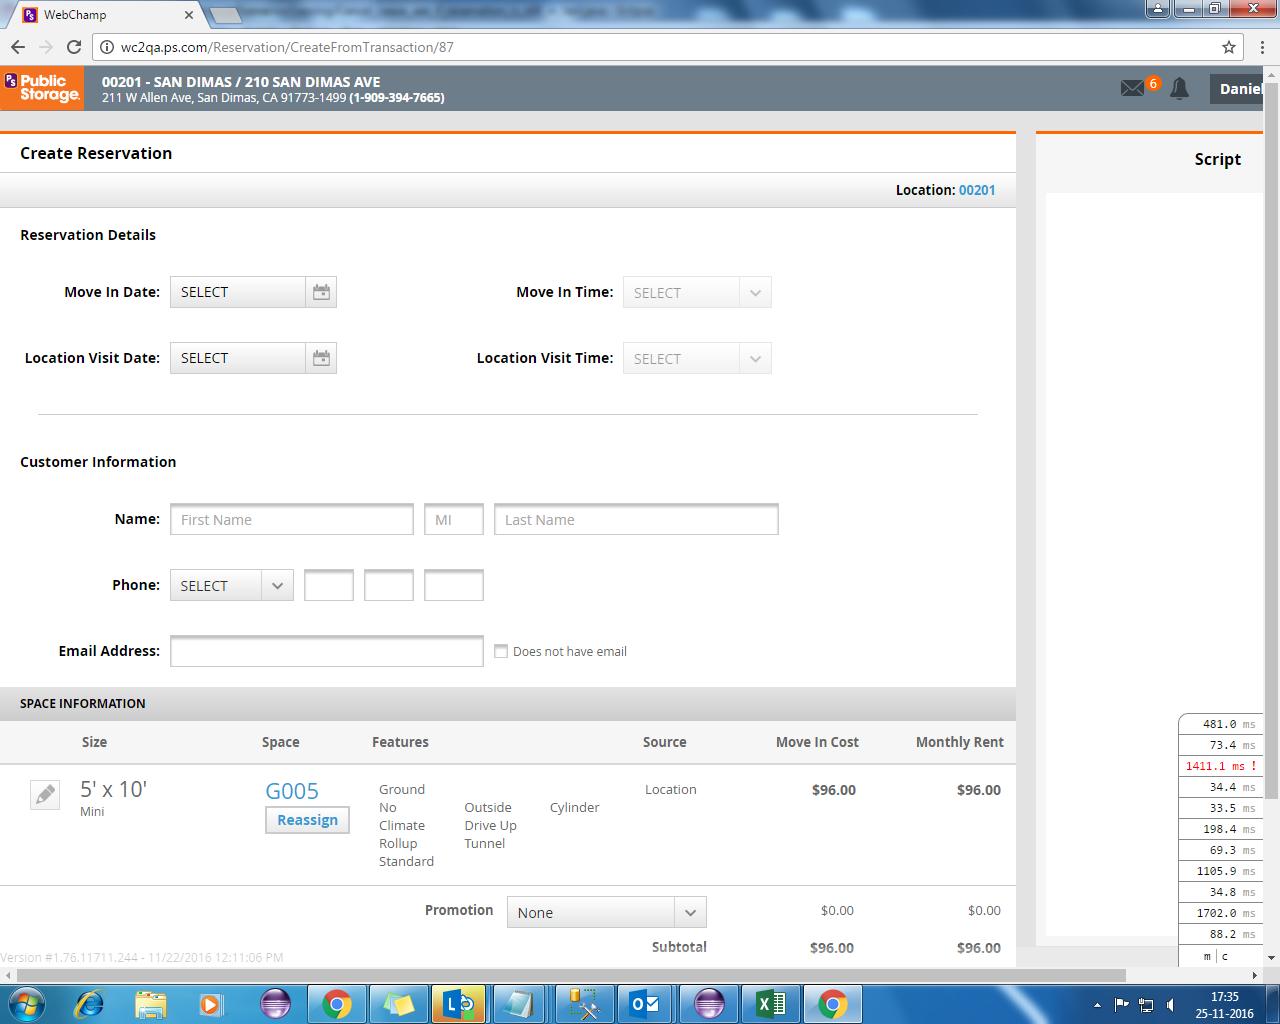 WebChamp
wc2qa.ps.com/Reservation/CreateFromTransaction/87
PS Public Storage.
00201 - SAN DIMAS / 210 SAN DIMAS AVE
211 W Allen Ave, San Dimas, CA 91773-1499 (1-909-394-7665)
6
Daniel
Create Reservation
Script
Location: 00201
Reservation Details
Move In Date: SELECT
Move In Time: SELECT
Location Visit Date: SELECT
Location Visit Time: SELECT
Customer Information
Name: First Name MI Last Name
Phone: SELECT
Email Address:
Does not have email
SPACE INFORMATION
Size Space Features Source Move In Cost Monthly Rent
5' x 10'
Mini
G005
Reassign
Ground
No
Climate
Rollup
Standard
Outside
Drive Up
Tunnel
Cylinder
Location
$96.00
$96.00
Promotion None $0.00 $0.00
Subtotal $96.00 $96.00
Version #1.76.11711.244 - 11/22/2016 12:11:06 PM
481.0 ms
73.4 ms
1411.1 ms !
34.4 ms
33.5 ms
198.4 ms
69.3 ms
1105.9 ms
34.8 ms
1702.0 ms
88.2 ms
m | c
17:35
25-11-2016